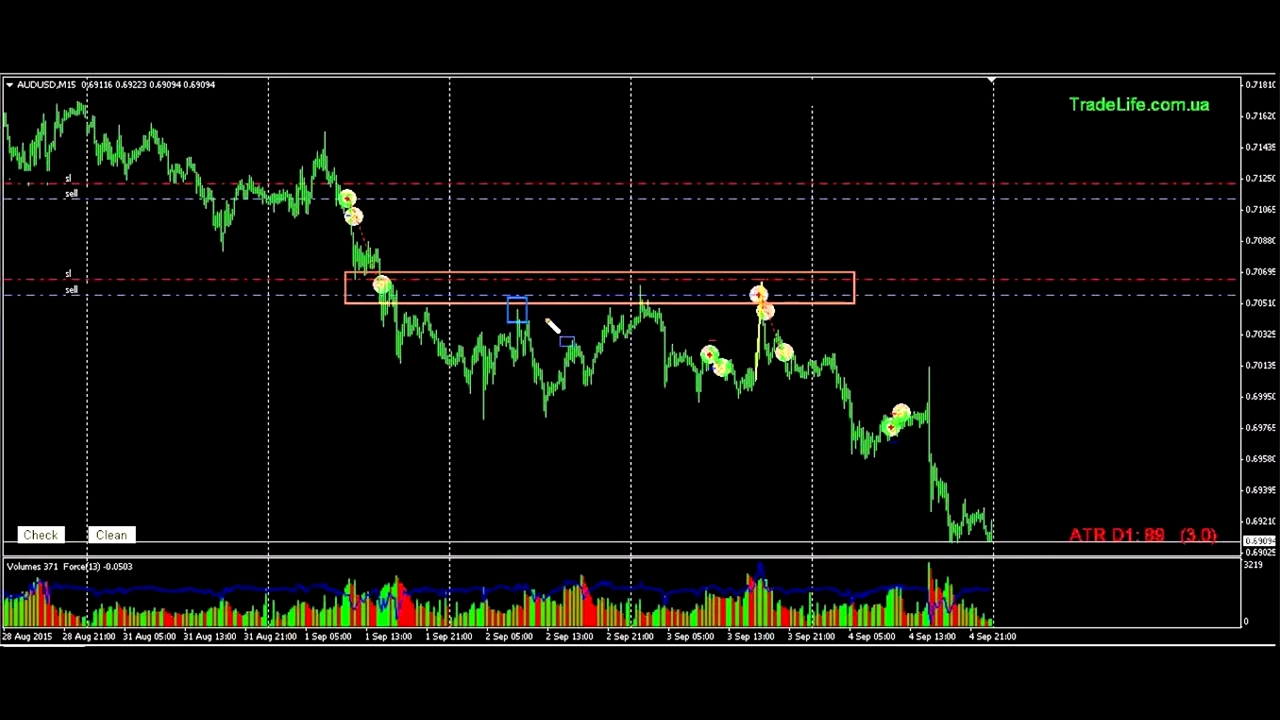 AUDUSD,M15 0.69116 0.69223 0.69094 0.69094
TradeLife.com.ua
sl
sell
sl
sell
0.71810
0.71620
0.71435
0.71250
0.71065
0.70880
0.70695
0.70510
0.70325
0.70135
0.69950
0.69765
0.69580
0.69395
0.69210
0.69094
0.69025
Check
Clean
ATR D1: 89 (3.0)
Volumes 371 Force(13) -0.0503
3219
0
28 Aug 2015 28 Aug 21:00 31 Aug 05:00 31 Aug 13:00 31 Aug 21:00 1 Sep 05:00 1 Sep 13:00 1 Sep 21:00 2 Sep 05:00 2 Sep 13:00 2 Sep 21:00 3 Sep 05:00 3 Sep 13:00 3 Sep 21:00 4 Sep 05:00 4 Sep 13:00 4 Sep 21:00